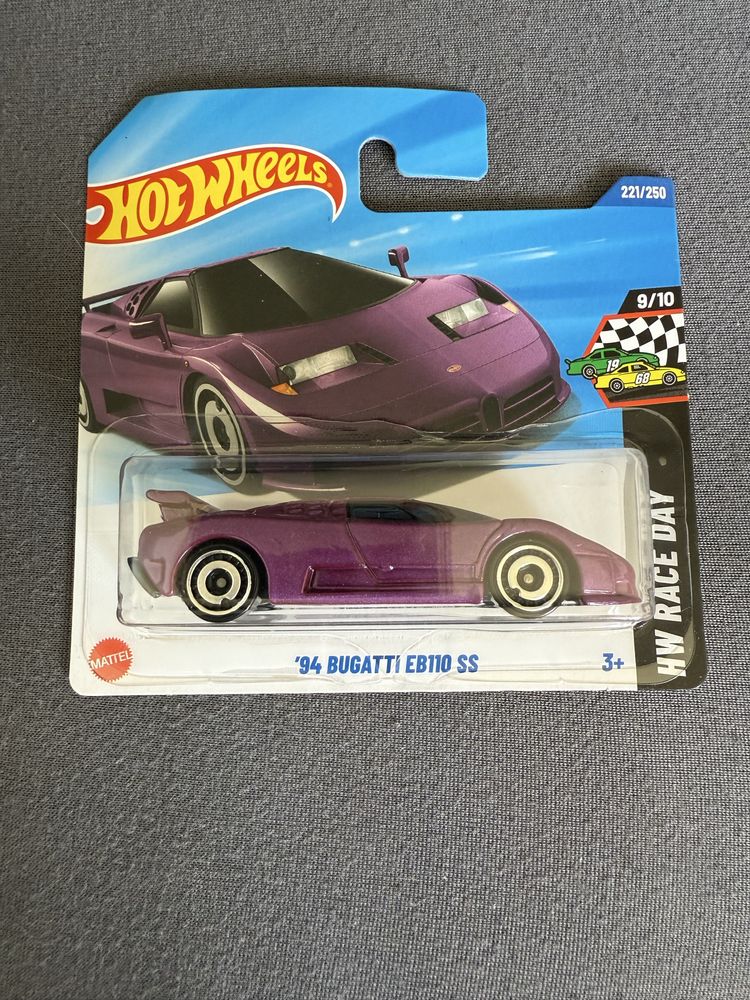 HOT WHEELS
221/250
9/10
19
68
HW RACE DAY
MATTEL
'94 BUGATTI EB110 SS
3+